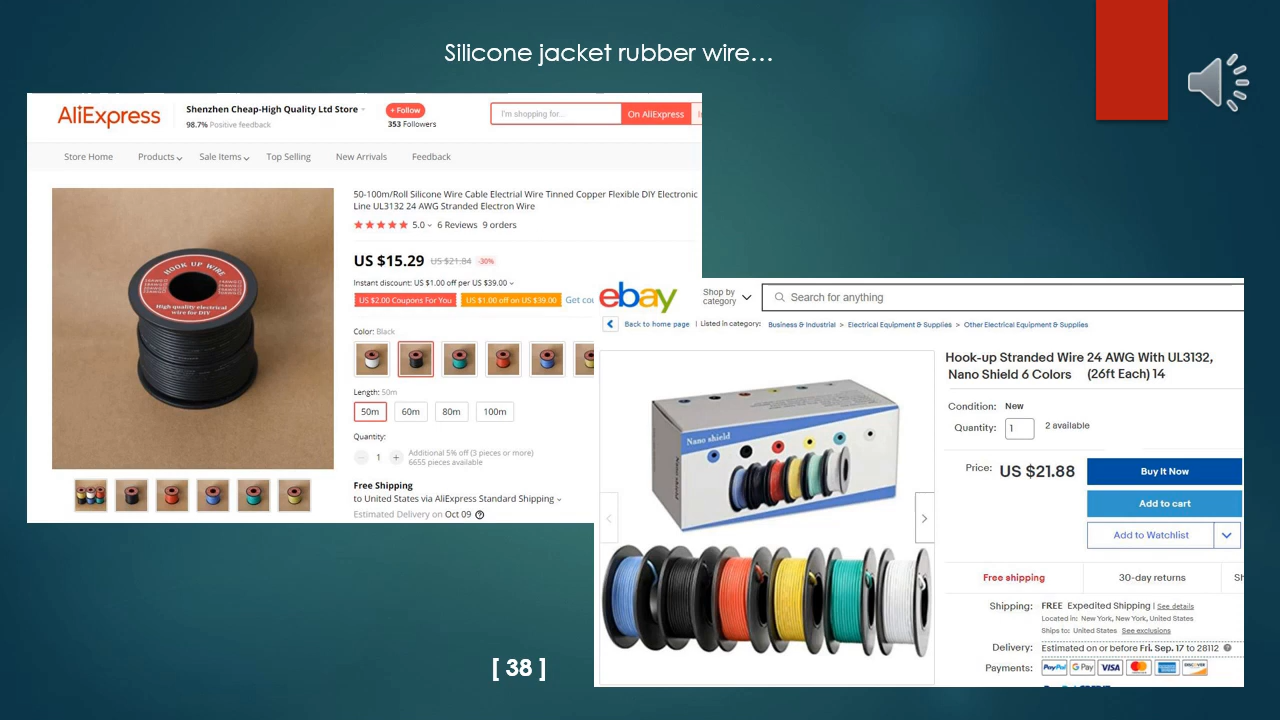 Silicone jacket rubber wire...
AliExpress
Shenzhen Cheap-High Quality Ltd Store
98.7% Positive feedback
+ Follow
353 Followers
I'm shopping for...
On AliExpress
Store Home Products Sale Items Top Selling New Arrivals Feedback
HOOK UP WIRE
High quality electrical
wire for DIY
50-100m/Roll Silicone Wire Cable Electrial Wire Tinned Copper Flexible DIY Electronic
Line UL3132 24 AWG Stranded Electron Wire
5.0 6 Reviews 9 orders
US $15.29 US $21.84 -30%
Instant discount: US $1.00 off per US $39.00
US $2.00 Coupons For You US $1.00 off on US $39.00 Get cou
Color: Black
Length: 50m
50m 60m 80m 100m
Quantity:
1 Additional 5% off (3 pieces or more)
6655 pieces available
Free Shipping
to United States via AliExpress Standard Shipping
Estimated Delivery on Oct 09
ebay
Shop by
category
Search for anything
Back to home page | Listed in category: Business & Industrial > Electrical Equipment & Supplies > Other Electrical Equipment & Supplies
Nano shield
Hook-up Stranded Wire 24 AWG With UL3132,
Nano Shield 6 Colors (26ft Each) 14
Condition: New
Quantity: 1 2 available
Price: US $21.88
Buy It Now
Add to cart
Add to Watchlist
Free shipping 30-day returns Sh
Shipping: FREE Expedited Shipping | See details
Located in: New York, New York, United States
Ships to: United States See exclusions
Delivery: Estimated on or before Fri. Sep. 17 to 28112
Payments: PayPal G Pay VISA
[ 38 ]